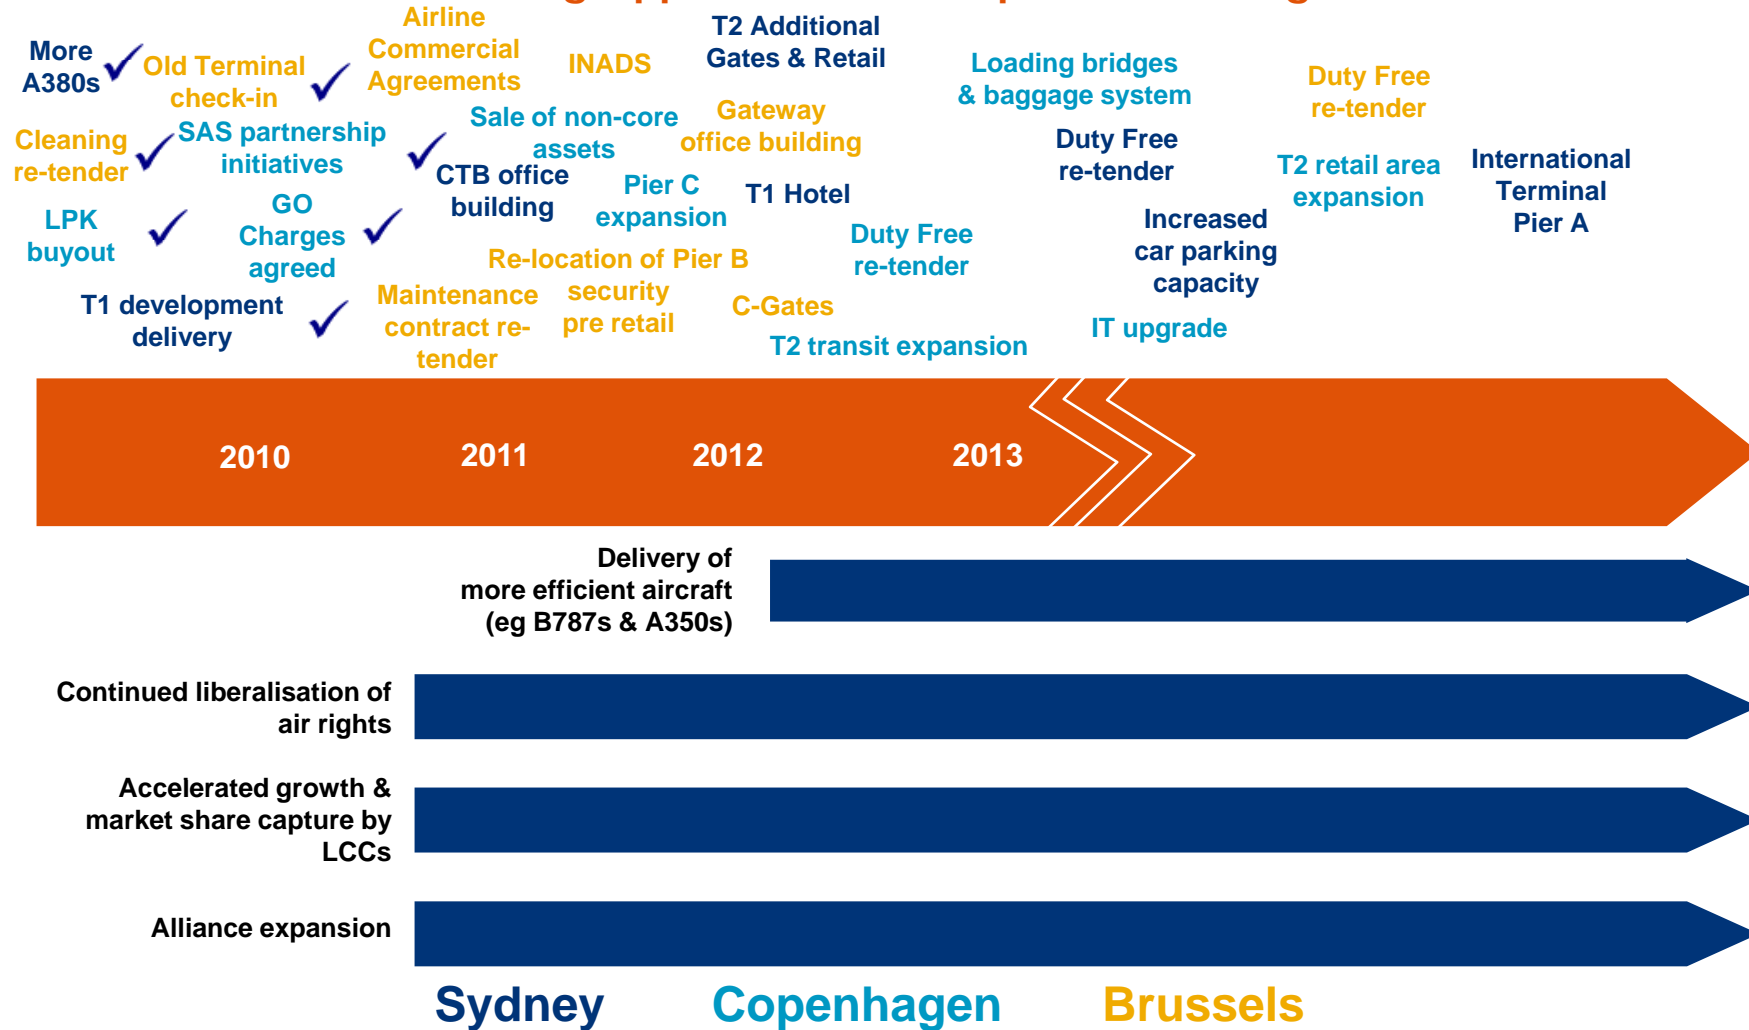 More
A380s
Old Terminal
check-in
Airline
Commercial
Agreements
INADS
T2 Additional
Gates & Retail
Loading bridges
& baggage system
Duty Free
re-tender
Cleaning
re-tender
SAS partnership
initiatives
Sale of non-core
assets
Gateway
office building
Duty Free
re-tender
T2 retail area
expansion
International
Terminal
Pier A
LPK
buyout
GO
Charges
agreed
CTB office
building
Pier C
expansion
T1 Hotel
Duty Free
re-tender
Increased
car parking
capacity
T1 development
delivery
Maintenance
contract re-
tender
Re-location of Pier B
security
pre retail
C-Gates
T2 transit expansion
IT upgrade
2010
2011
2012
2013
Delivery of
more efficient aircraft
(eg B787s & A350s)
Continued liberalisation of
air rights
Accelerated growth &
market share capture by
LCCs
Alliance expansion
Sydney
Copenhagen
Brussels